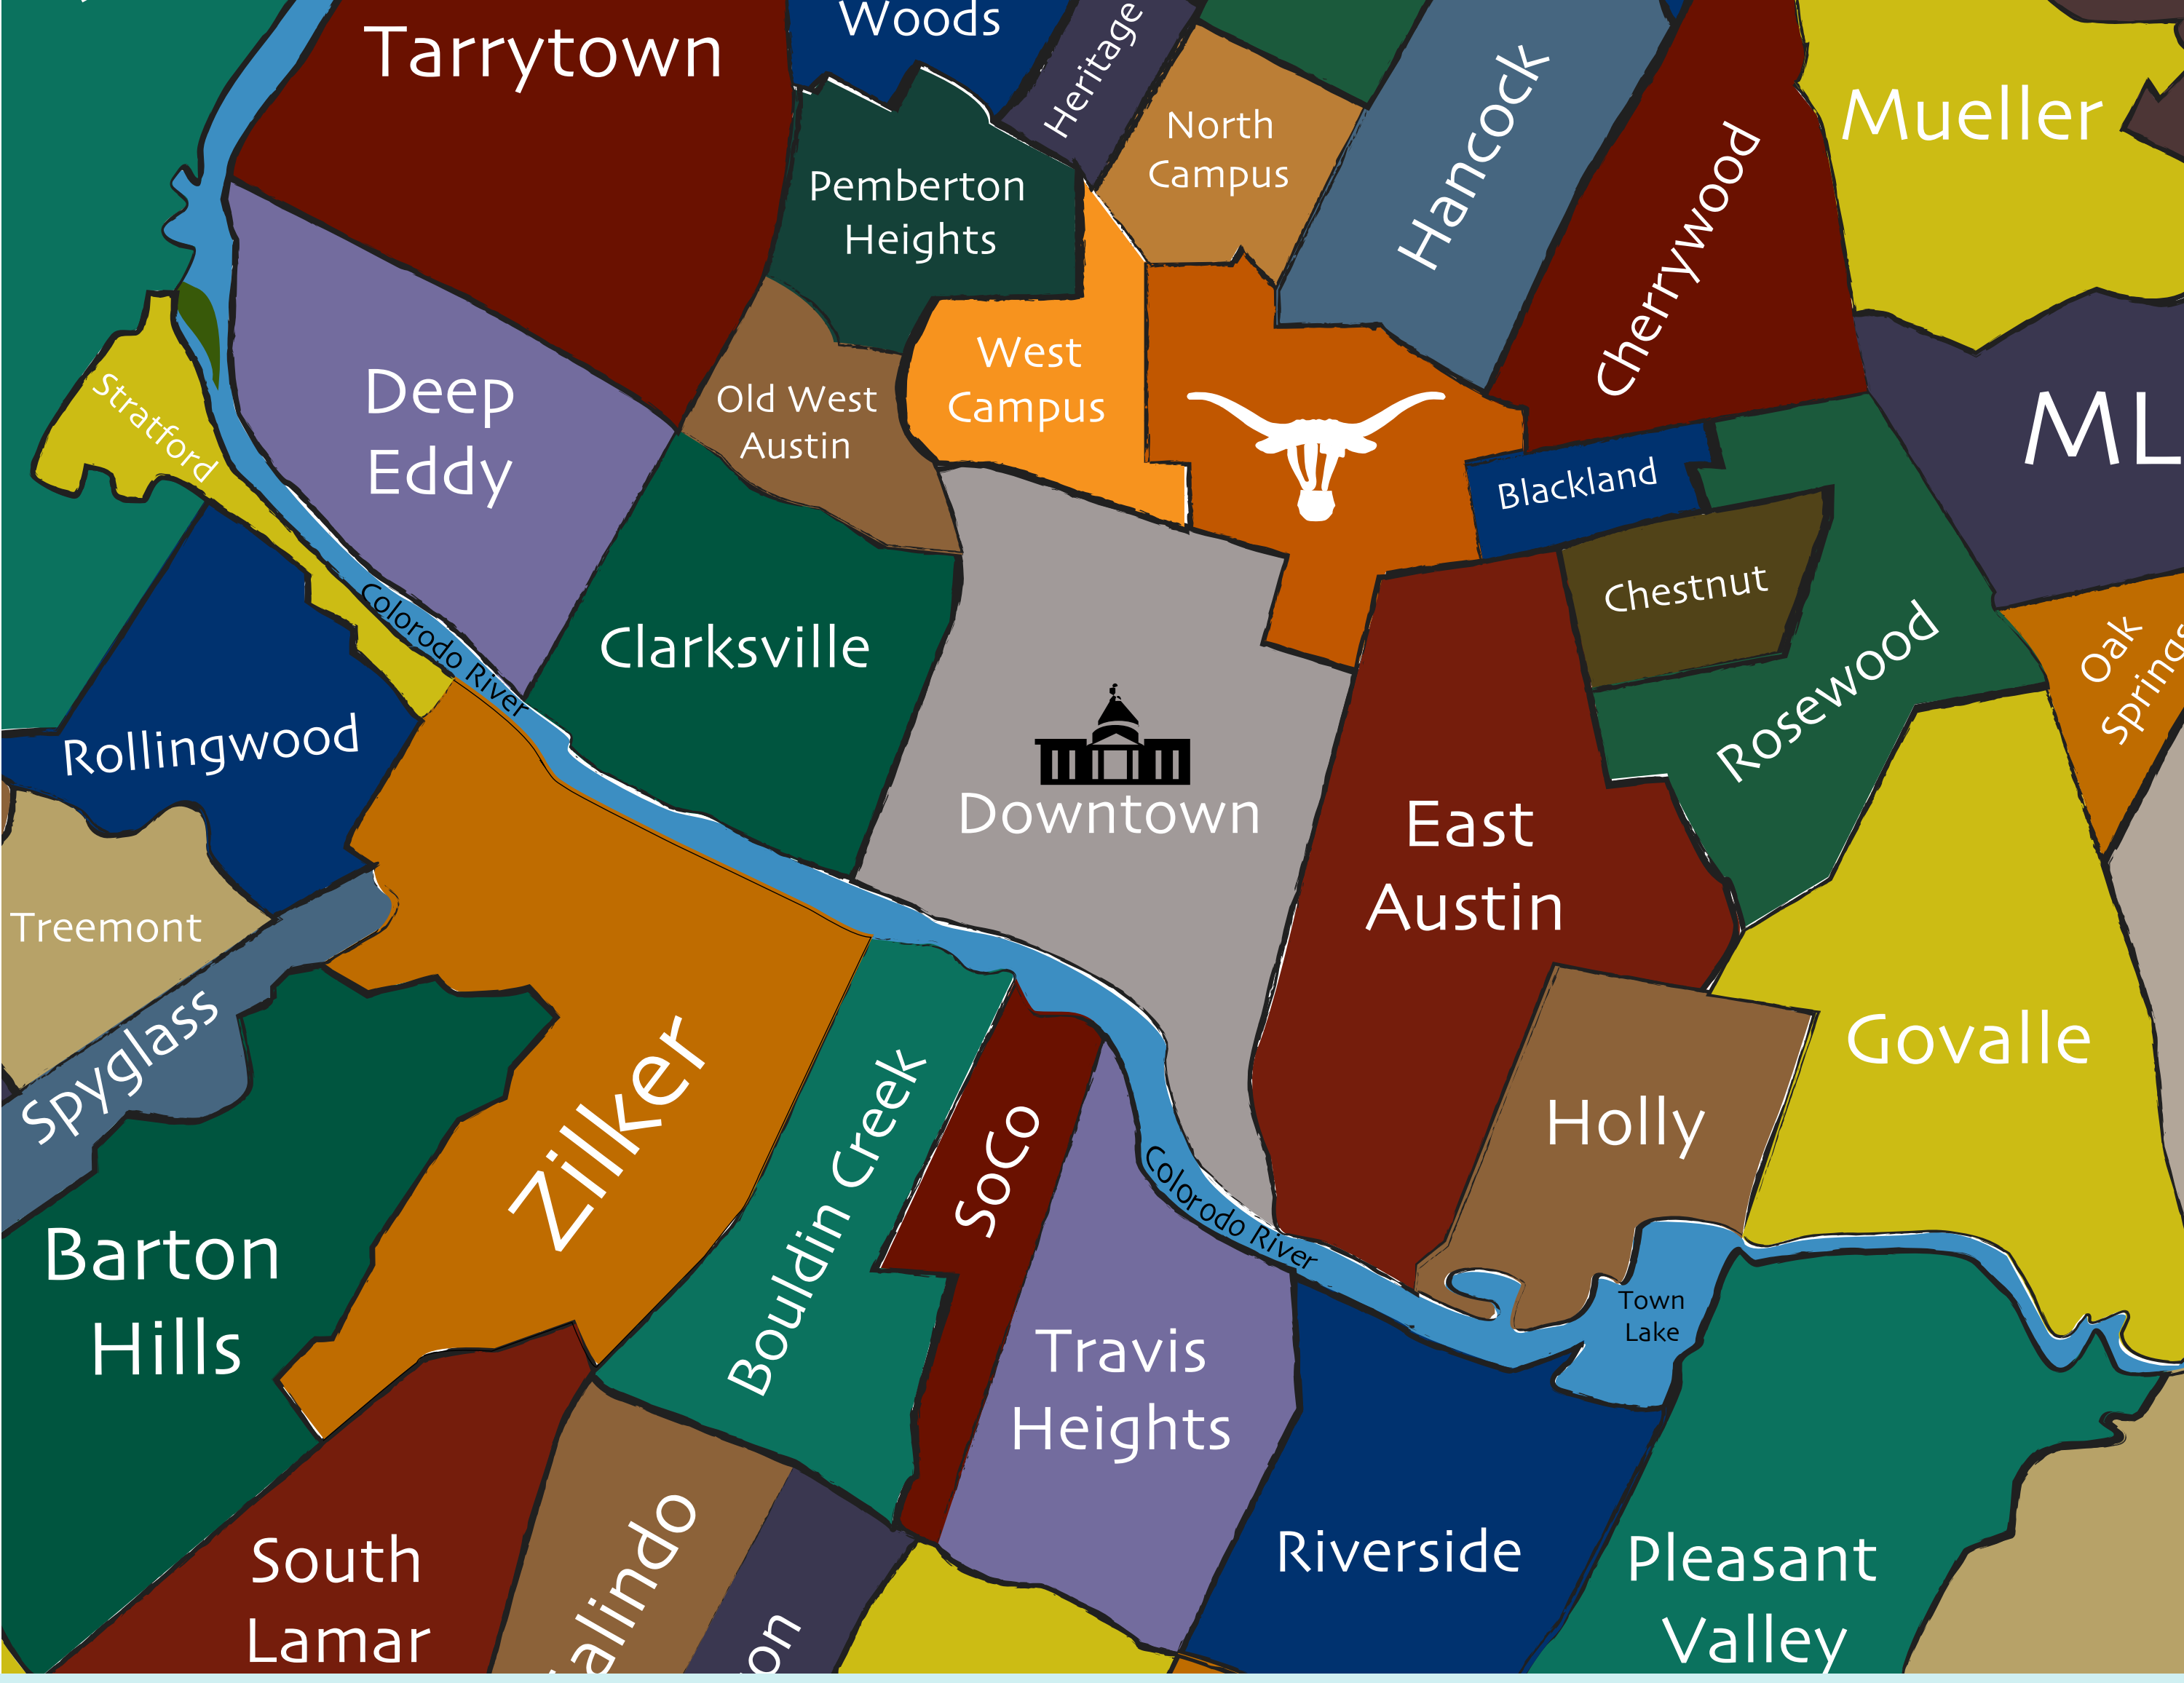 Woods
Tarrytown
Heritage
North
Campus
Hancock
Mueller
Cherrywood
Pemberton
Heights
West
Campus
Deep
Eddy
Stratford
Old West
Austin
ML
Blackland
Chestnut
Colorodo River
Clarksville
Oak
Springs
Rosewood
Rollingwood
Downtown
East
Austin
Treemont
Spyglass
Zilker
Govalle
Bouldin Creek
SoCo
Holly
Colorodo River
Barton
Hills
Town
Lake
Travis
Heights
South
Lamar
alindo
on
Riverside
Pleasant
Valley